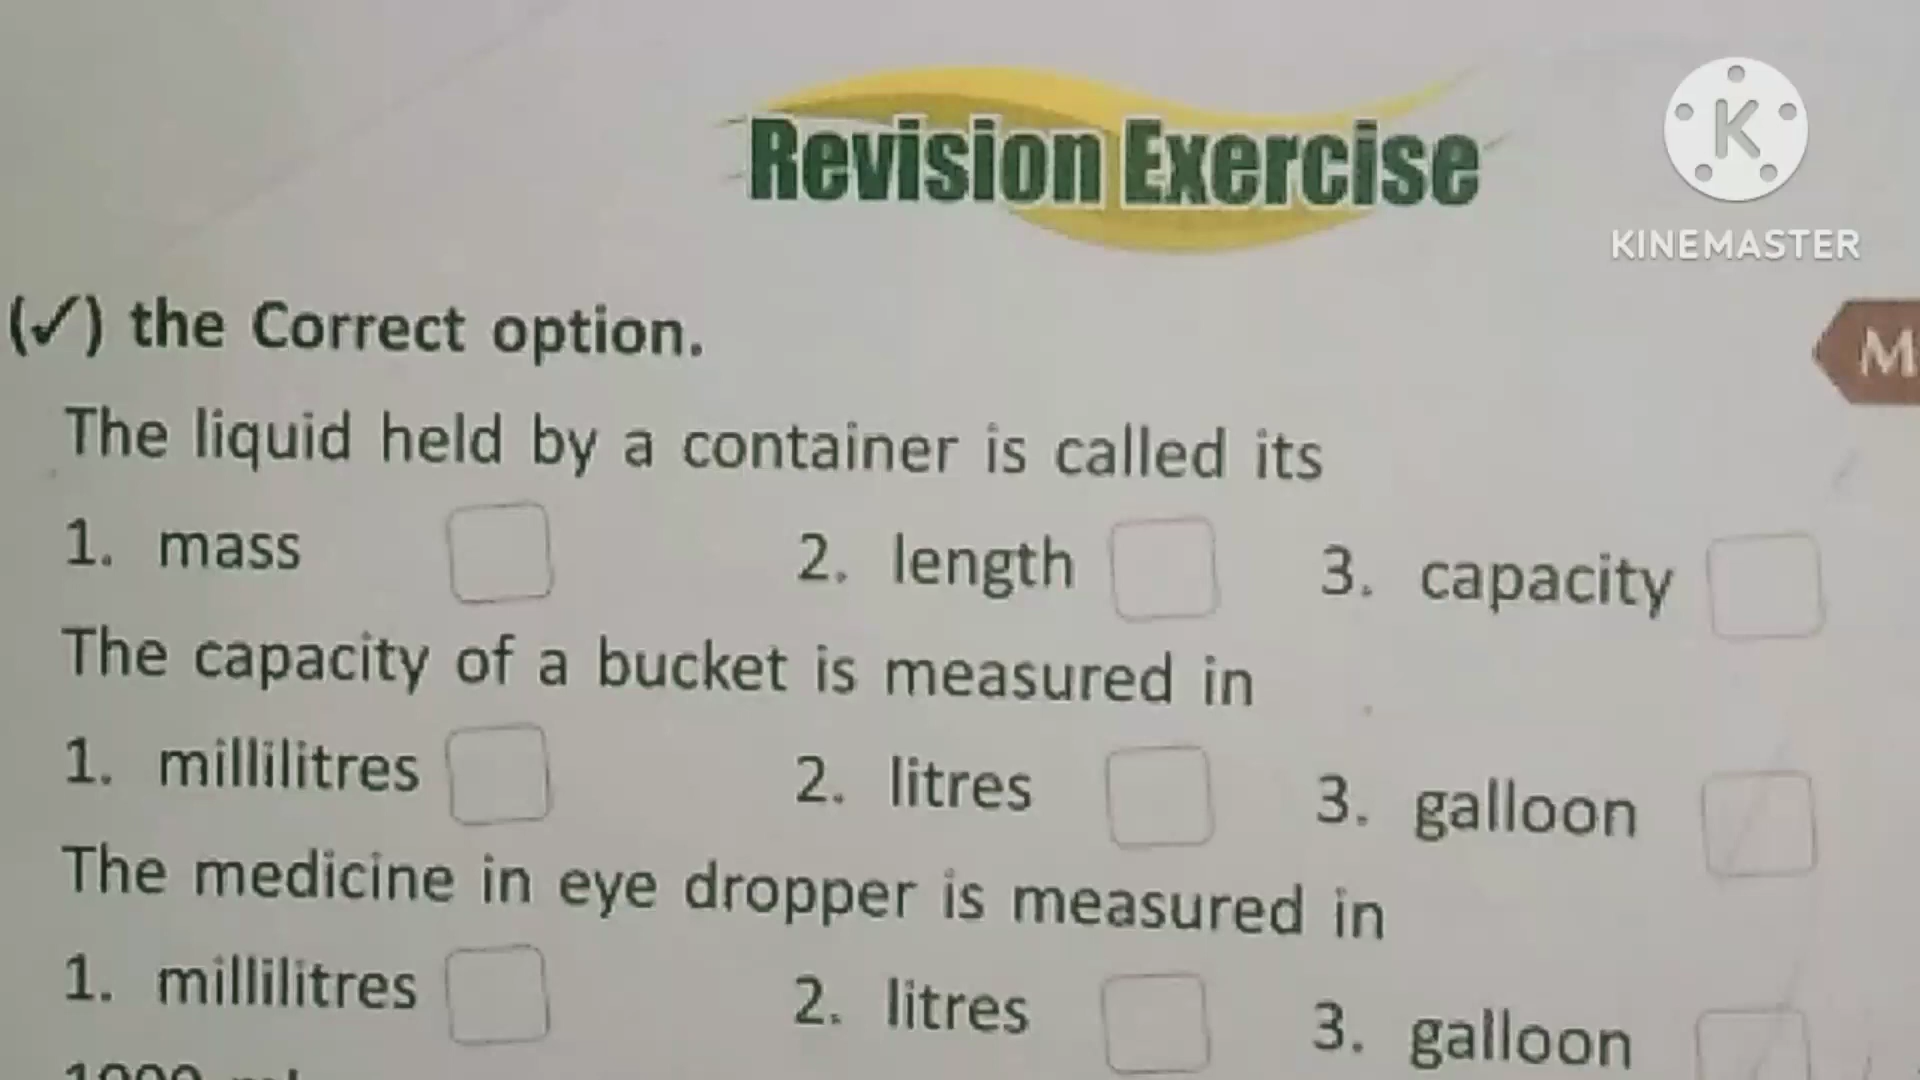 Revision Exercise
KINEMASTER
(✓) the Correct option.
M
The liquid held by a container is called its
1. mass 2. length 3. capacity
The capacity of a bucket is measured in
1. millilitres 2. litres 3. galloon
The medicine in eye dropper is measured in
1. millilitres 2. litres 3. galloon